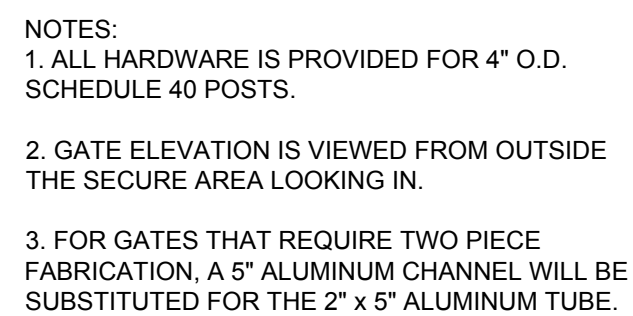 NOTES:
1. ALL HARDWARE IS PROVIDED FOR 4" O.D.
SCHEDULE 40 POSTS.
2. GATE ELEVATION IS VIEWED FROM OUTSIDE
THE SECURE AREA LOOKING IN.
3. FOR GATES THAT REQUIRE TWO PIECE
FABRICATION, A 5" ALUMINUM CHANNEL WILL BE
SUBSTITUTED FOR THE 2" x 5" ALUMINUM TUBE.